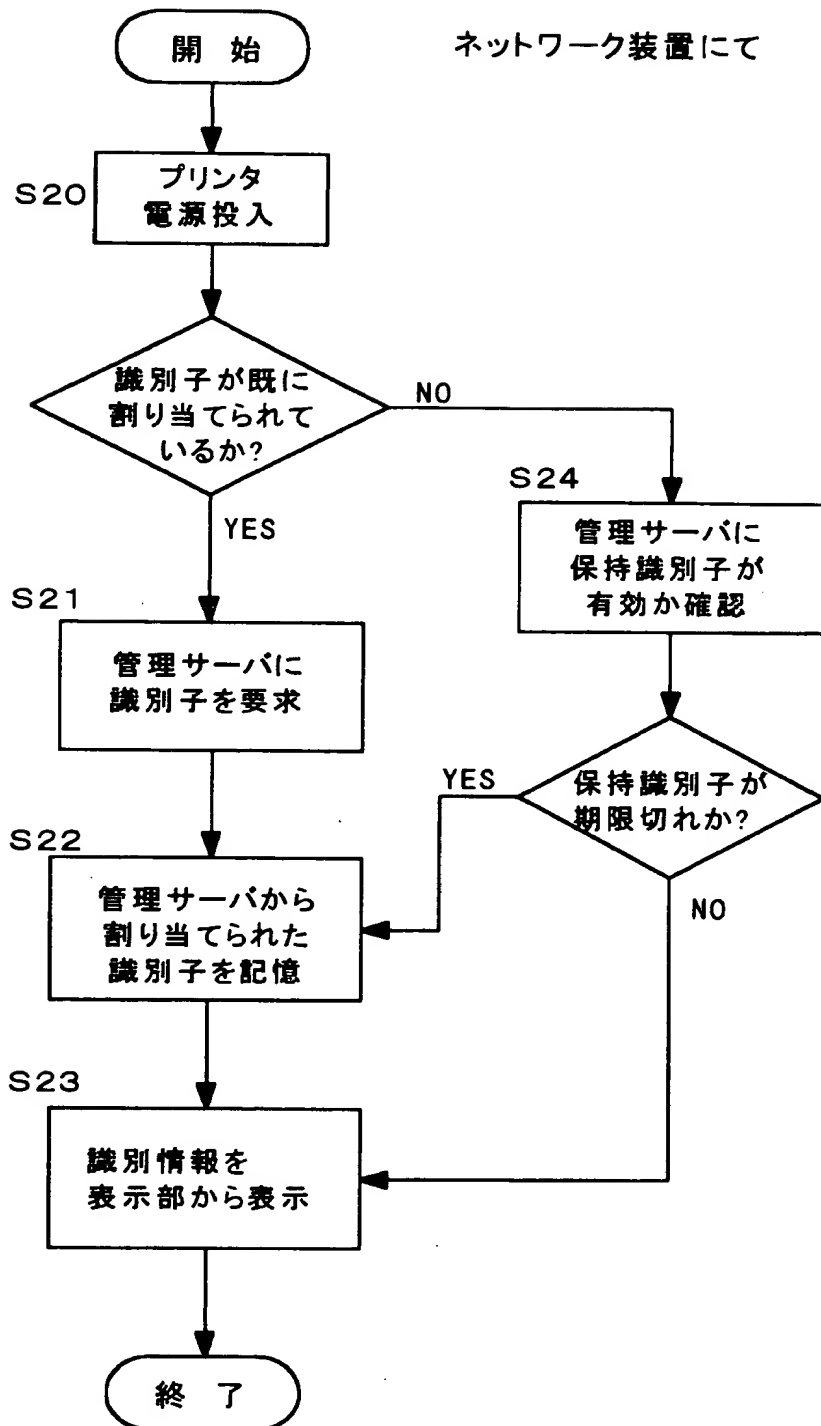 開 始
ネットワーク装置にて
S20
プリンタ
電源投入
識別子が既に
割り当てられて
いるか?
NO
YES
S24
管理サーバに
保持識別子が
有効か確認
S21
管理サーバに
識別子を要求
保持識別子が
期限切れか?
YES
NO
S22
管理サーバから
割り当てられた
識別子を記憶
S23
識別情報を
表示部から表示
終 了